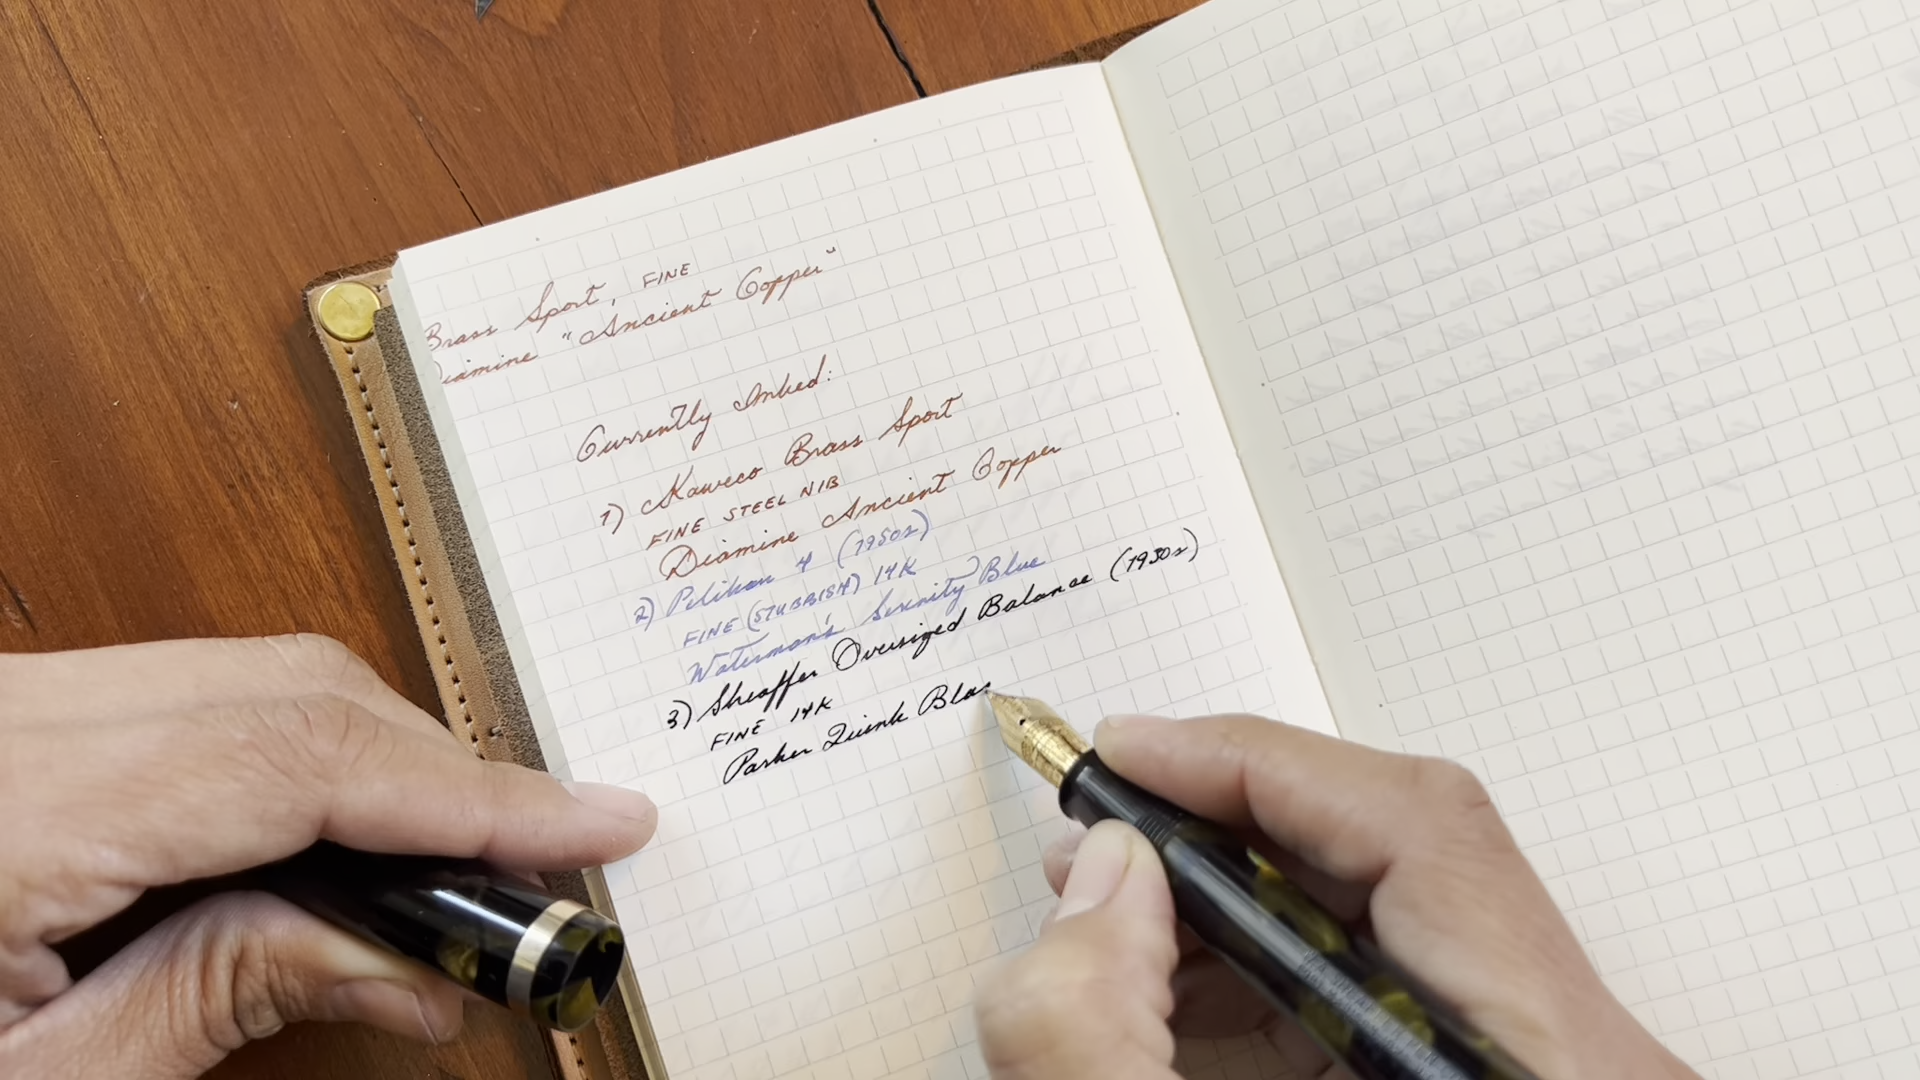 Brass Sport, FINE
Diamine "Ancient Copper"
Currently Inked:
1) Kaweco Brass Sport
FINE STEEL NIB
Diamine Ancient Copper
2) Pelikan 4 (1950s)
FINE (STUBBISH) 14K
Waterman's Serenity Blue
3) Sheaffer Oversized Balance (1930s)
FINE 14K
Parker Quink Blac